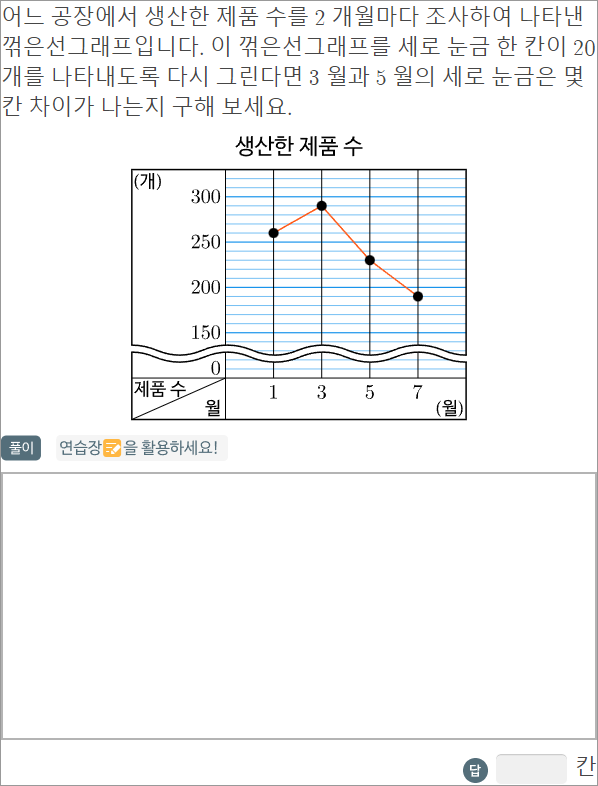 어느 공장에서 생산한 제품 수를 2 개월마다 조사하여 나타낸
꺾은선그래프입니다. 이 꺾은선그래프를 세로 눈금 한 칸이 20
개를 나타내도록 다시 그린다면 3 월과 5 월의 세로 눈금은 몇
칸 차이가 나는지 구해 보세요.
생산한 제품 수
(개)
300
250
200
150
0
제품 수
월
1 3 5 7
(월)
풀이 연습장 을 활용하세요!
답 칸